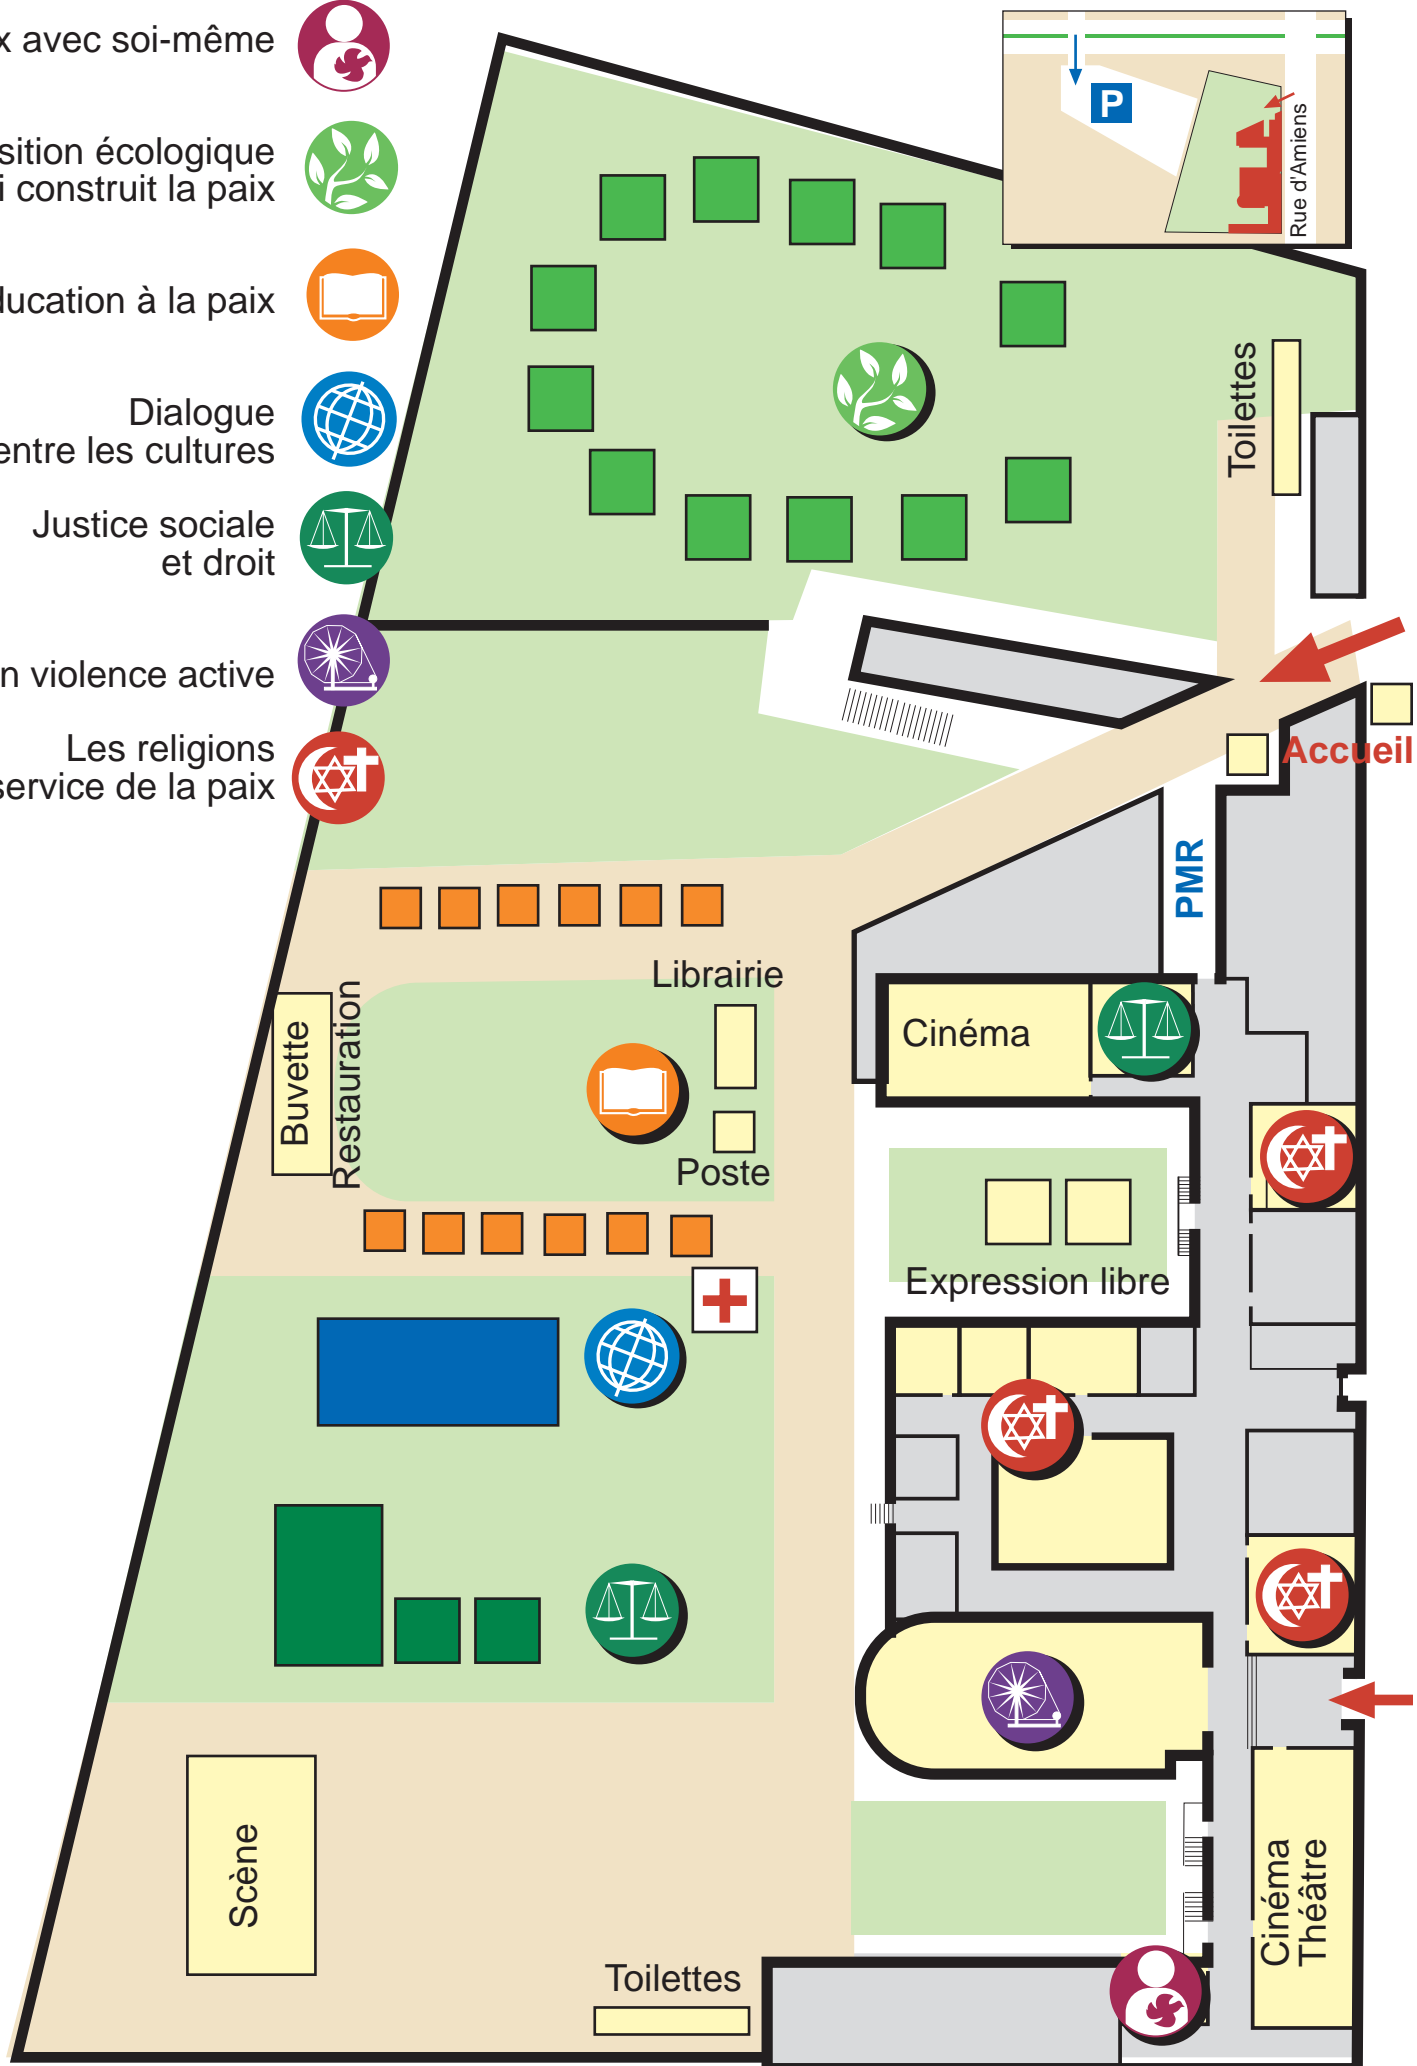 x avec soi-même
sition écologique
i construit la paix
ducation à la paix
Dialogue
entre les cultures
Justice sociale
et droit
n violence active
Les religions
service de la paix
P
Rue d'Amiens
Toilettes
Accueil
PMR
Librairie
Buvette
Restauration
Poste
Cinéma
Expression libre
Scène
Toilettes
Cinéma
Théâtre